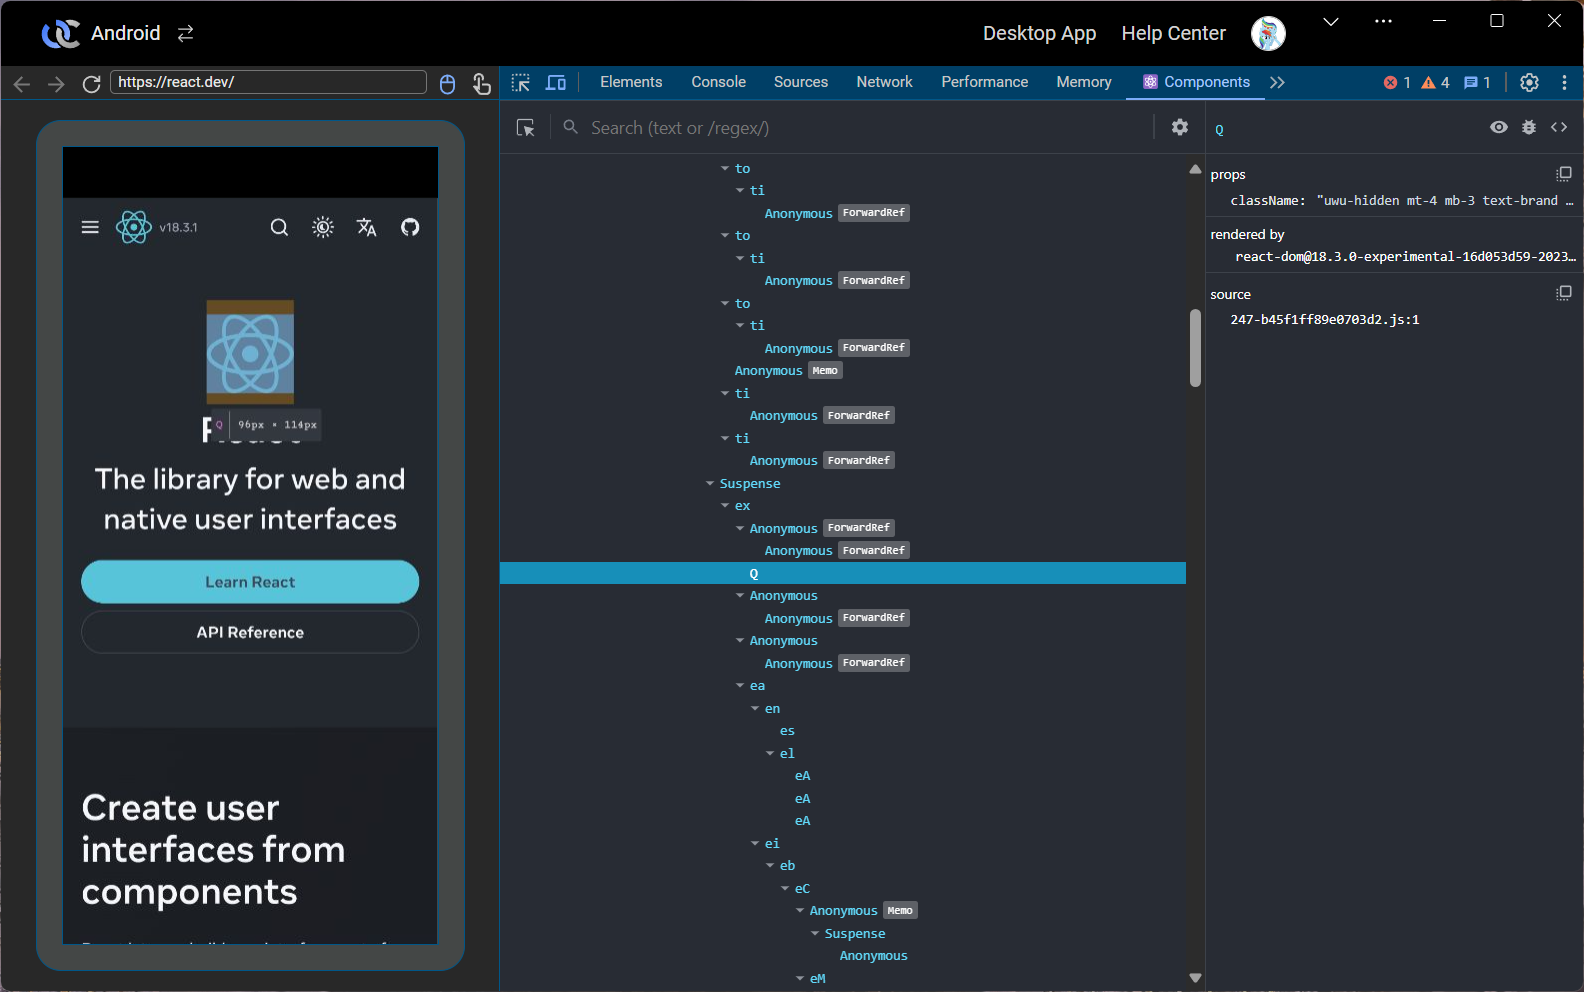 Android
Desktop App
Help Center
https://react.dev/
Elements
Console
Sources
Network
Performance
Memory
Components
1
4
1
v18.3.1
Q 96px × 114px
The library for web and
native user interfaces
Learn React
API Reference
Create user
interfaces from
components
Search (text or /regex/)
to
ti
Anonymous ForwardRef
to
ti
Anonymous ForwardRef
to
ti
Anonymous ForwardRef
Anonymous Memo
ti
Anonymous ForwardRef
ti
Anonymous ForwardRef
Suspense
ex
Anonymous ForwardRef
Anonymous ForwardRef
Q
Anonymous
Anonymous ForwardRef
Anonymous
Anonymous ForwardRef
ea
en
es
el
eA
eA
eA
ei
eb
eC
Anonymous Memo
Suspense
Anonymous
eM
Q
props
className: "uwu-hidden mt-4 mb-3 text-brand …
rendered by
react-dom@18.3.0-experimental-16d053d59-2023…
source
247-b45f1ff89e0703d2.js:1